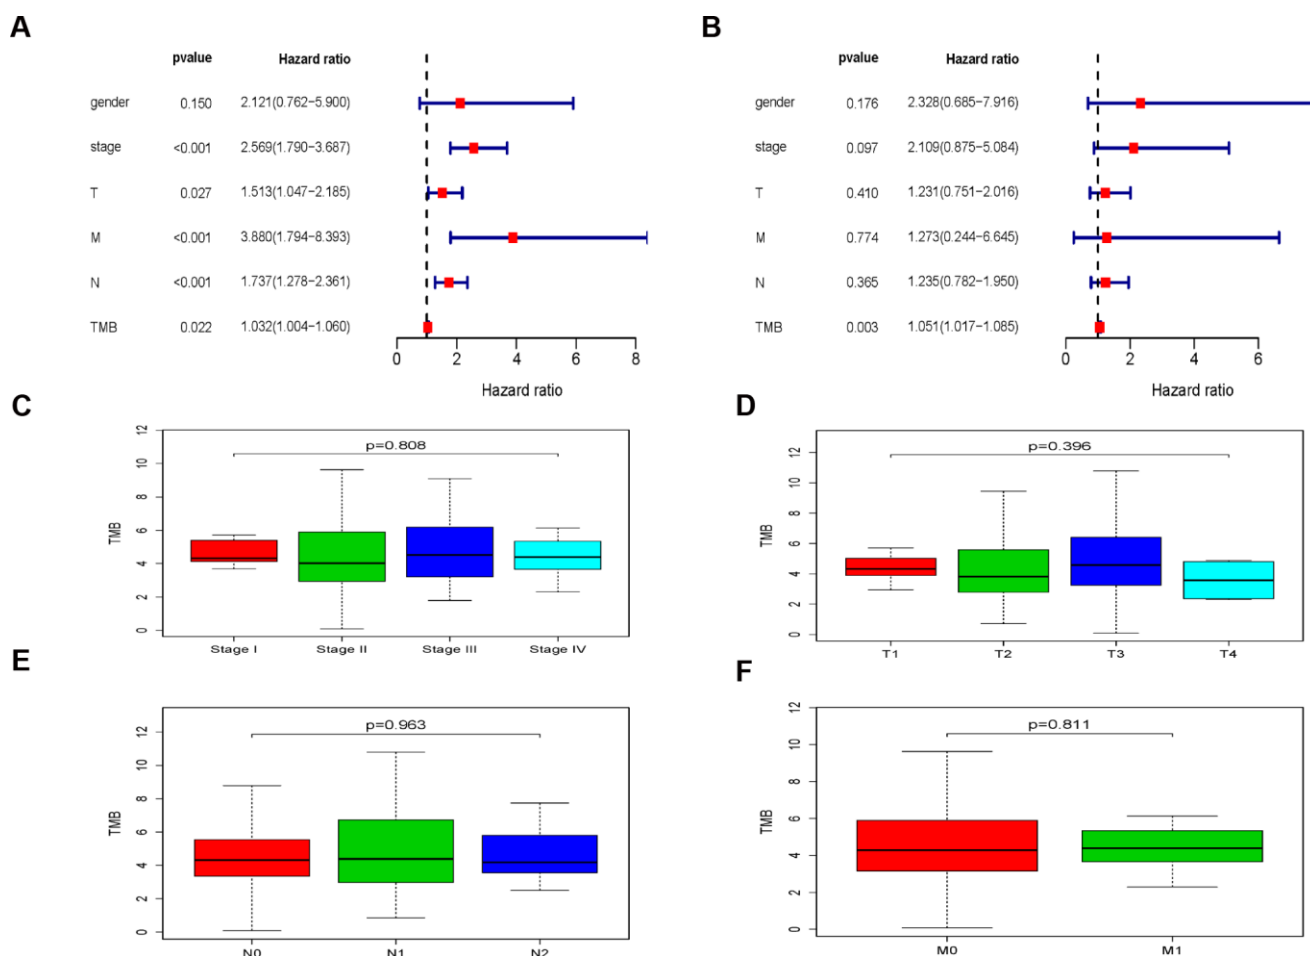 A
pvalue Hazard ratio
gender 0.150 2.121(0.762−5.900)
stage <0.001 2.569(1.790−3.687)
T 0.027 1.513(1.047−2.185)
M <0.001 3.880(1.794−8.393)
N <0.001 1.737(1.278−2.361)
TMB 0.022 1.032(1.004−1.060)
0 2 4 6 8
Hazard ratio
B
pvalue Hazard ratio
gender 0.176 2.328(0.685−7.916)
stage 0.097 2.109(0.875−5.084)
T 0.410 1.231(0.751−2.016)
M 0.774 1.273(0.244−6.645)
N 0.365 1.235(0.782−1.950)
TMB 0.003 1.051(1.017−1.085)
0 2 4 6
Hazard ratio
C
p=0.808
TMB
0 2 4 6 8 10 12
Stage I Stage II Stage III Stage IV
D
p=0.396
TMB
0 2 4 6 8 10 12
T1 T2 T3 T4
E
p=0.963
TMB
0 2 4 6 8 10 12
N0 N1 N2
F
p=0.811
TMB
0 2 4 6 8 10 12
M0 M1